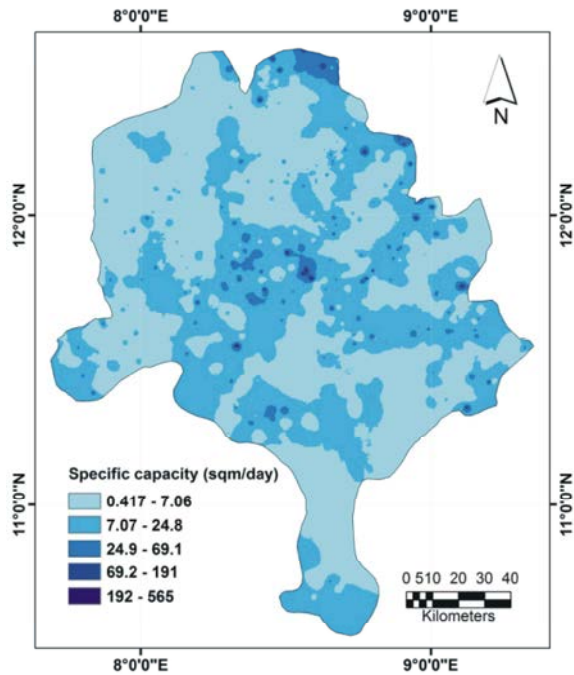 8°0'0"E 9°0'0"E
N
12°0'0"N 12°0'0"N
Specific capacity (sqm/day)
0.417 - 7.06
7.07 - 24.8
24.9 - 69.1
69.2 - 191
192 - 565
11°0'0"N 11°0'0"N
0 5 10 20 30 40
Kilometers
8°0'0"E 9°0'0"E